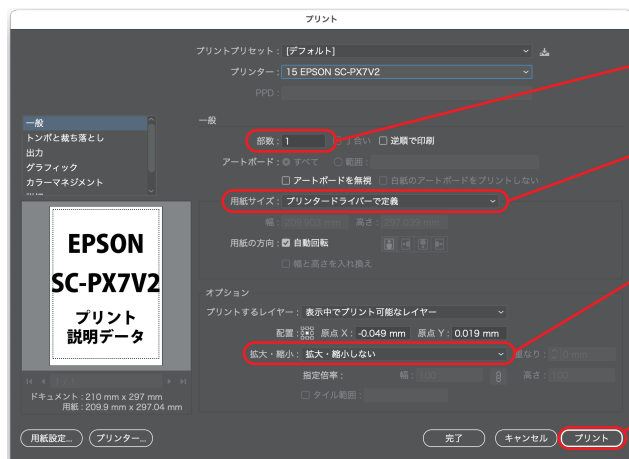 プリント
プリントプリセット：[デフォルト]
プリンター：15 EPSON SC-PX7V2
PPD：
一般
トンボと裁ち落とし
出力
グラフィック
カラーマネジメント
一般
部数：1 丁合い 逆順で印刷
アートボード：すべて 範囲：
アートボードを無視 白紙のアートボードをプリントしない
用紙サイズ：プリンタードライバーで定義
幅： 高さ：
用紙の方向：自動回転
幅と高さを入れ換え
EPSON
SC-PX7V2
プリント
説明データ
オプション
プリントするレイヤー：表示中でプリント可能なレイヤー
配置： 原点 X：-0.049 mm 原点 Y：0.019 mm
拡大・縮小：拡大・縮小しない 重なり：0 mm
指定倍率： 幅：100 高さ：100
タイル範囲：
ドキュメント：210 mm x 297 mm
用紙：209.9 mm x 297.04 mm
用紙設定... プリンター... 完了 キャンセル プリント